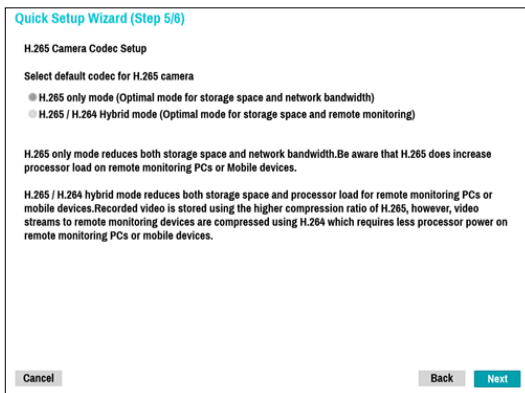 Quick Setup Wizard (Step 5/6)
H.265 Camera Codec Setup
Select default codec for H.265 camera
H.265 only mode (Optimal mode for storage space and network bandwidth)
H.265 / H.264 Hybrid mode (Optimal mode for storage space and remote monitoring)
H.265 only mode reduces both storage space and network bandwidth.Be aware that H.265 does increase
processor load on remote monitoring PCs or Mobile devices.
H.265 / H.264 hybrid mode reduces both storage space and processor load for remote monitoring PCs or
mobile devices.Recorded video is stored using the higher compression ratio of H.265, however, video
streams to remote monitoring devices are compressed using H.264 which requires less processor power on
remote monitoring PCs or mobile devices.
Cancel Back Next